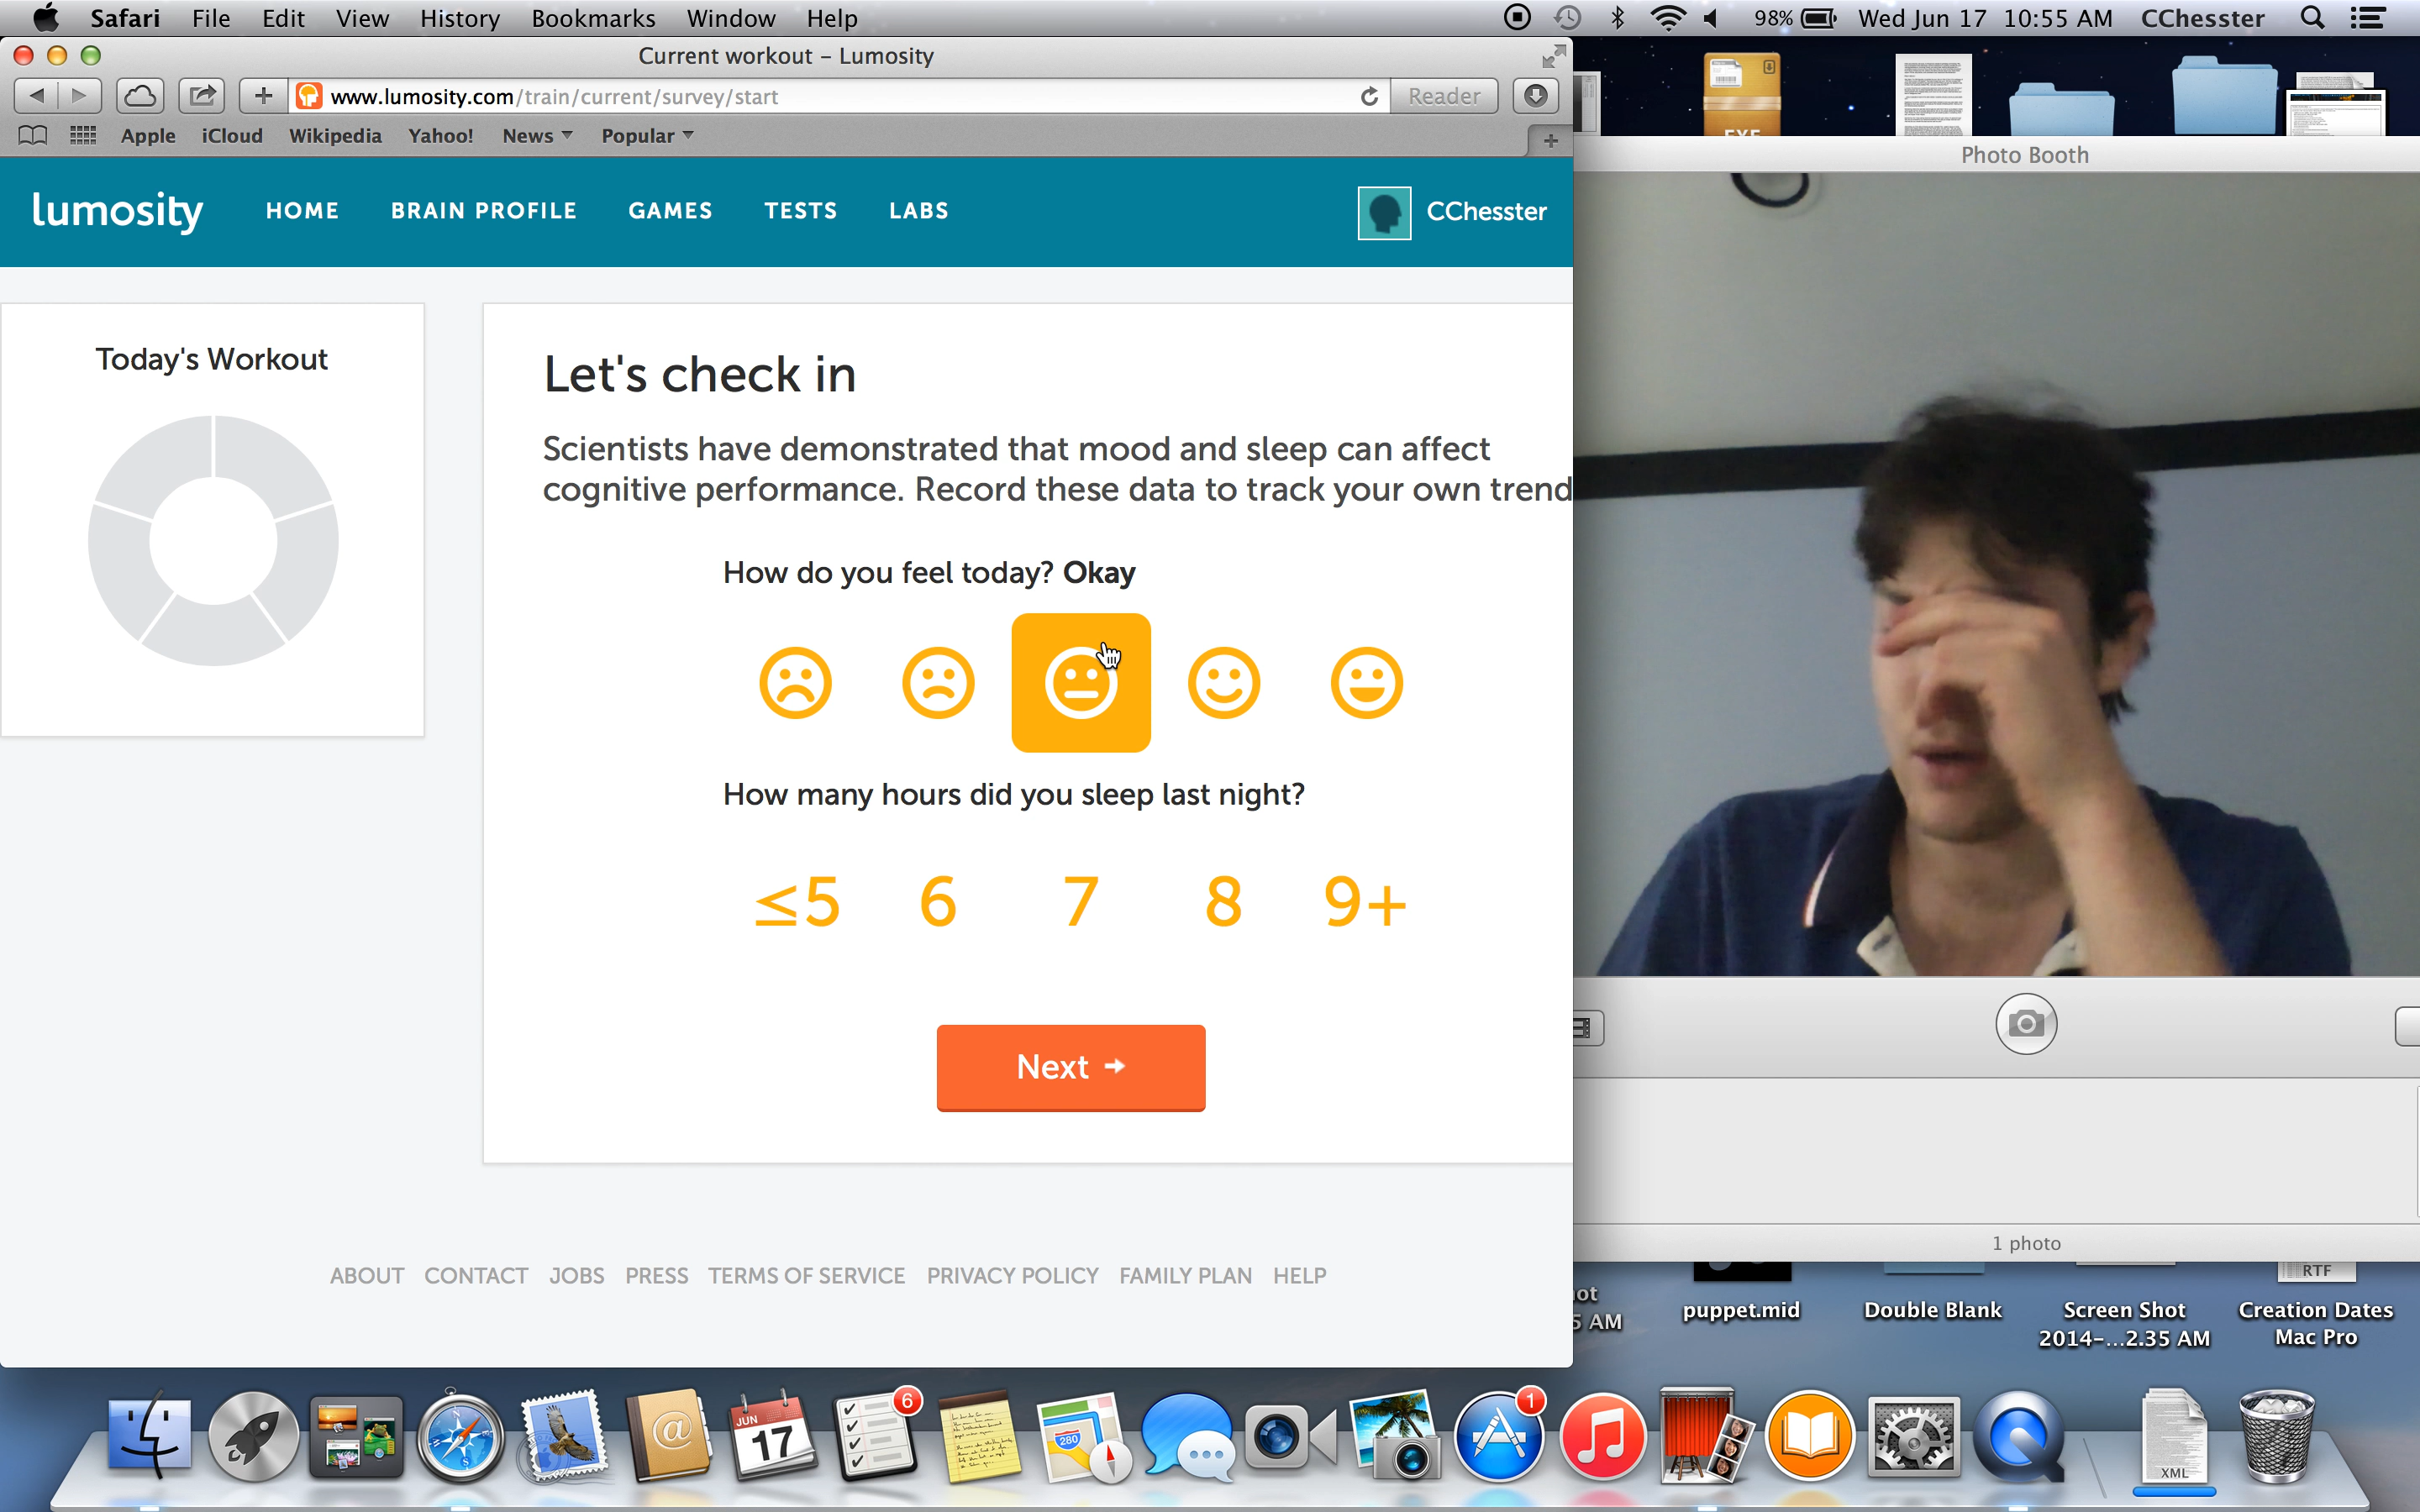 Safari File Edit View History Bookmarks Window Help
98% Wed Jun 17 10:55 AM CChesster
Current workout – Lumosity
www.lumosity.com/train/current/survey/start
Reader
Apple iCloud Wikipedia Yahoo! News Popular
EXE
Photo Booth
lumosity HOME BRAIN PROFILE GAMES TESTS LABS CChesster
Today's Workout
Let's check in
Scientists have demonstrated that mood and sleep can affect
cognitive performance. Record these data to track your own trend
How do you feel today? Okay
How many hours did you sleep last night?
≤5 6 7 8 9+
Next
1 photo
ABOUT CONTACT JOBS PRESS TERMS OF SERVICE PRIVACY POLICY FAMILY PLAN HELP
RTF
5 AM
puppet.mid
Double Blank
Screen Shot
2014-...2.35 AM
Creation Dates
Mac Pro
JUN
17
6
280
1
XML